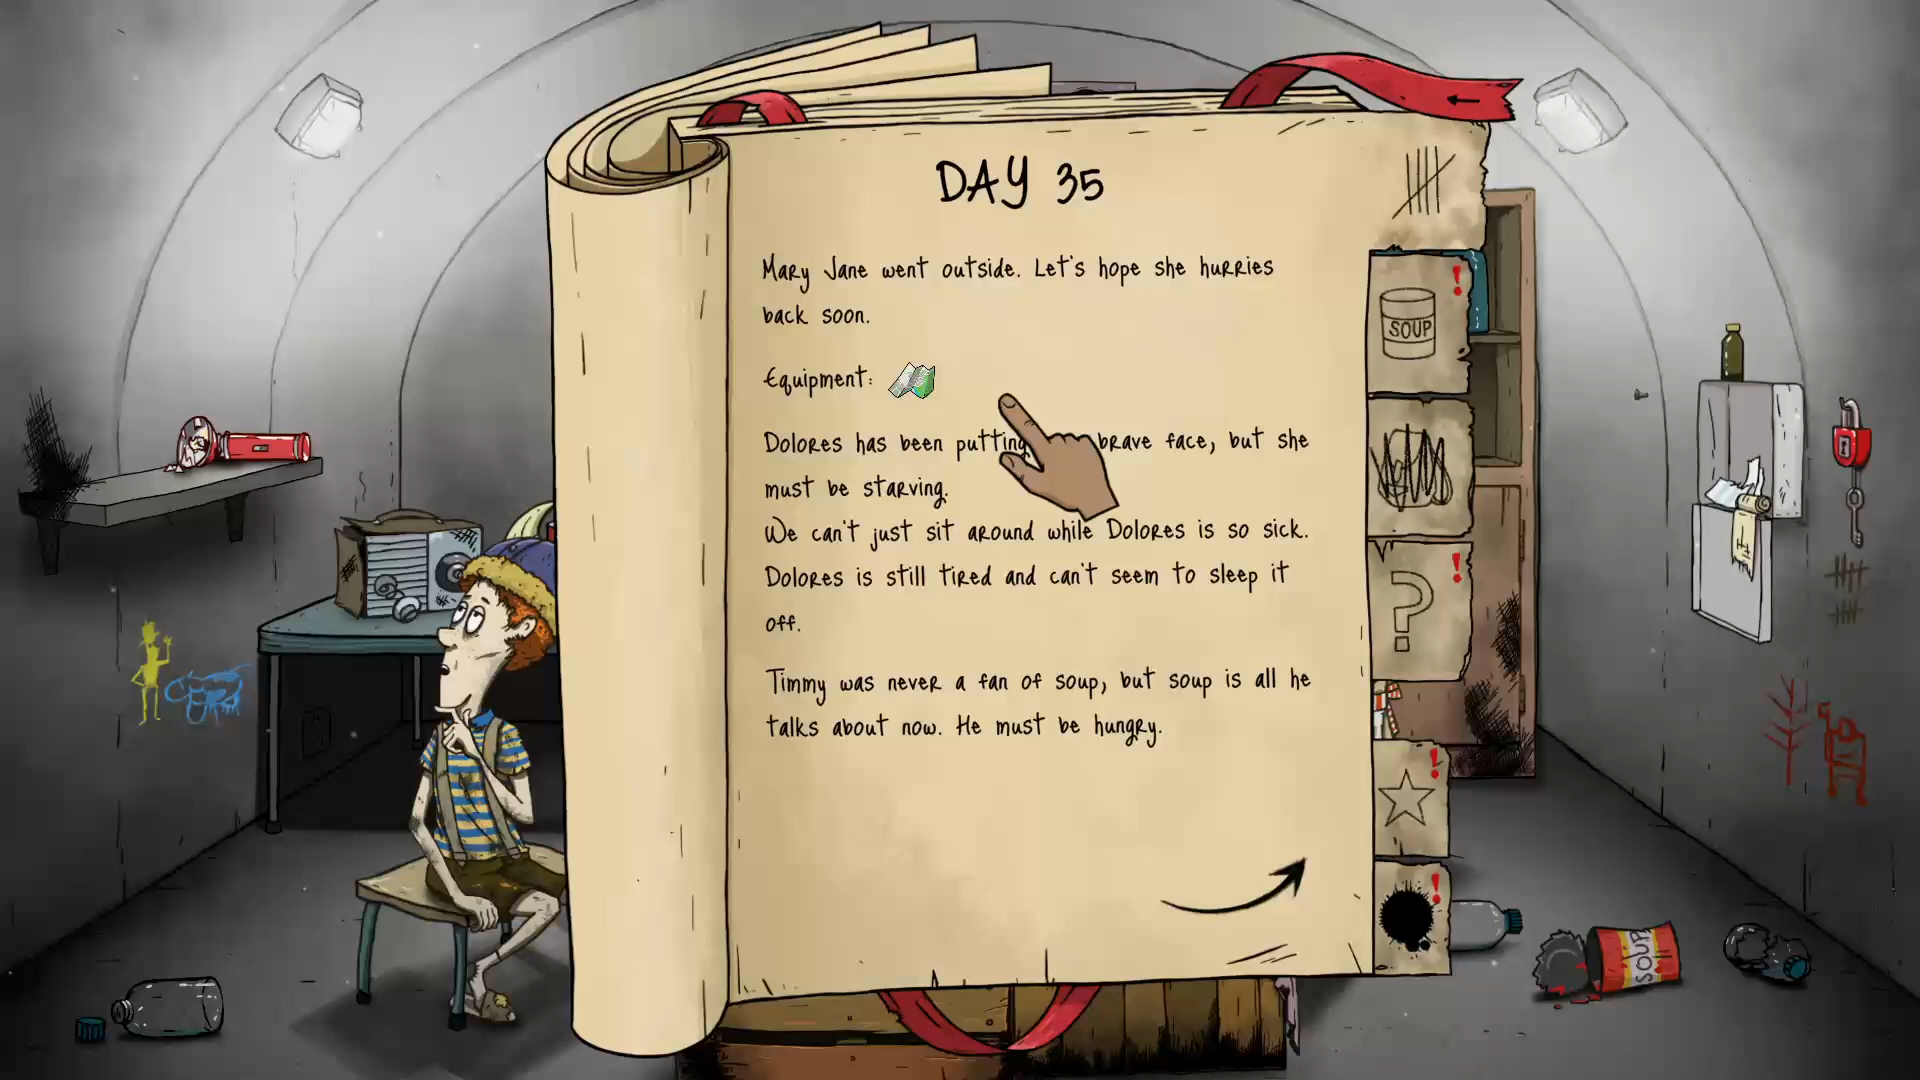 DAY 35
Mary Jane went outside. Let's hope she hurries
back soon.
Equipment:
Dolores has been putting brave face, but she
must be starving.
We can't just sit around while Dolores is so sick.
Dolores is still tired and can't seem to sleep it
off.
Timmy was never a fan of soup, but soup is all he
talks about now. He must be hungry.
SOUP
!
?
!
!
!
SOUP